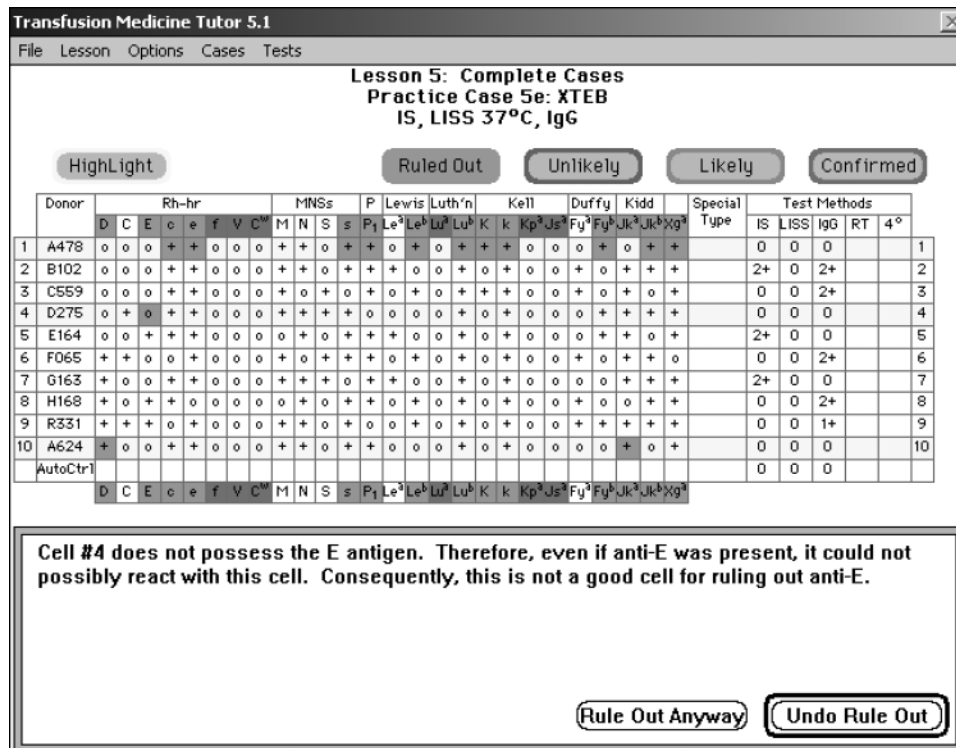 Transfusion Medicine Tutor 5.1
File Lesson Options Cases Tests
Lesson 5: Complete Cases
Practice Case 5e: XTEB
IS, LISS 37°C, IgG
HighLight Ruled Out Unlikely Likely Confirmed
Donor Rh-hr MNSs P Lewis Luth'n Kell Duffy Kidd Special Type Test Methods
D C E c e f V Cʷ M N S s P₁ Leᵃ Leᵇ Luᵃ Luᵇ K k Kpᵃ Jsᵃ Fyᵃ Fyᵇ Jkᵃ Jkᵇ Xgᵃ IS LISS IgG RT 4°
1 A478 o o o + + o o o + + o + + o + o + + + o o o + o + + 0 0 0 1
2 B102 o o o + + o o o + o + + + + o o + o + o o + o + + + 2+ 0 2+ 2
3 C559 o o o + + o o o o + + o + o + o + + + o o + o + o + 0 0 2+ 3
4 D275 o + o + + o o o 0 0 0 4
5 E164 o o + + + o o o 2+ 0 0 5
6 F065 + + o o + o o o 0 0 2+ 6
7 G163 + o o + + o o o 2+ 0 0 7
8 H168 + o + + o o o o 0 0 2+ 8
9 R331 0 0 1+ 9
10 A624 + o o + + o o o 0 0 0 10
AutoCtrl 0 0 0
D C E c e f V Cʷ M N S s P₁ Leᵃ Leᵇ Luᵃ Luᵇ K k Kpᵃ Jsᵃ Fyᵃ Fyᵇ Jkᵃ Jkᵇ Xgᵃ
Cell #4 does not possess the E antigen. Therefore, even if anti-E was present, it could not
possibly react with this cell. Consequently, this is not a good cell for ruling out anti-E.
Rule Out Anyway Undo Rule Out